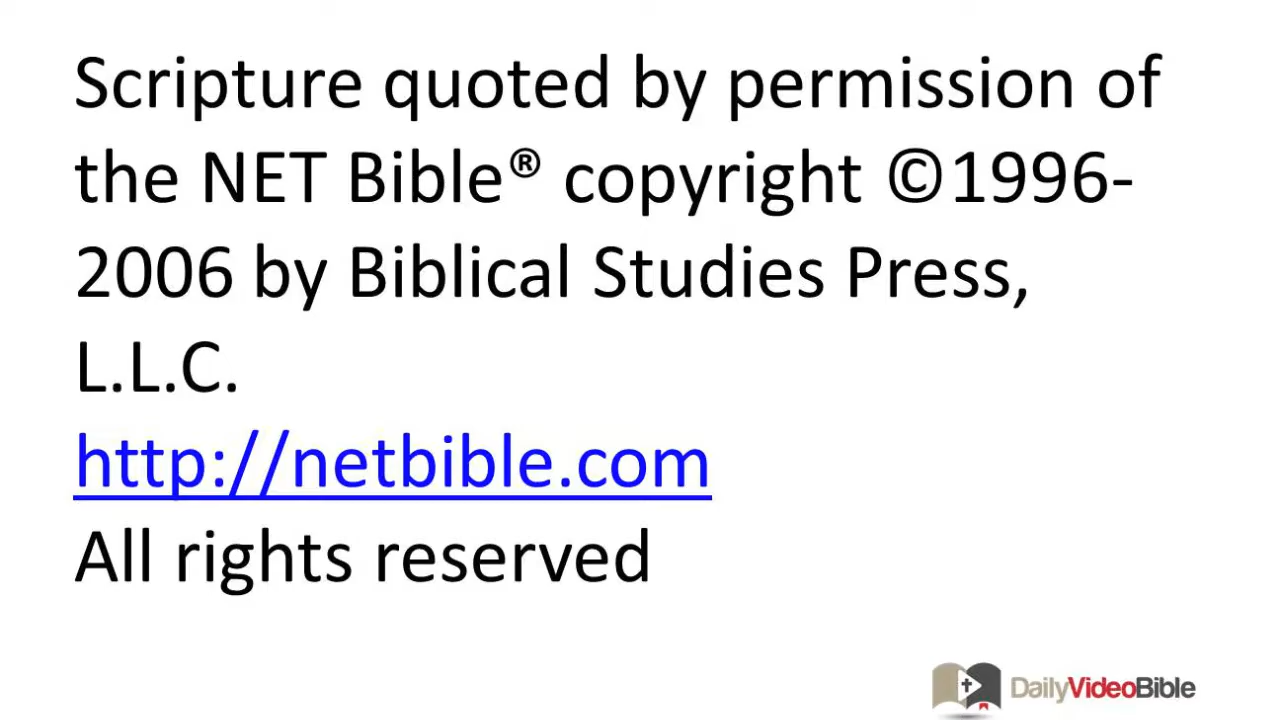 Scripture quoted by permission of
the NET Bible® copyright ©1996-
2006 by Biblical Studies Press,
L.L.C.
http://netbible.com
All rights reserved
DailyVideoBible